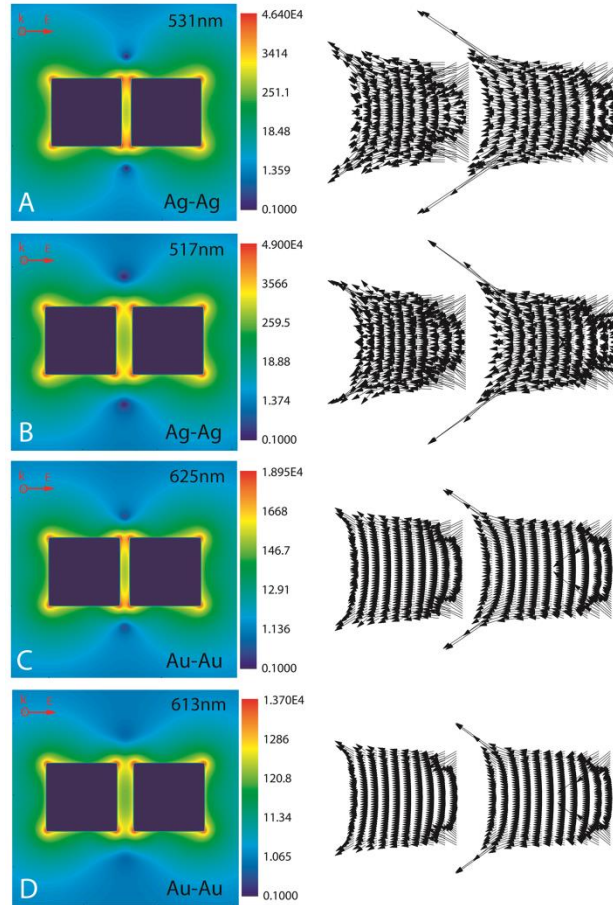 531nm
k E
4.640E4
3414
251.1
18.48
1.359
0.1000
A
Ag-Ag
517nm
k E
4.900E4
3566
259.5
18.88
1.374
0.1000
B
Ag-Ag
625nm
k E
1.895E4
1668
146.7
12.91
1.136
0.1000
C
Au-Au
613nm
k E
1.370E4
1286
120.8
11.34
1.065
0.1000
D
Au-Au